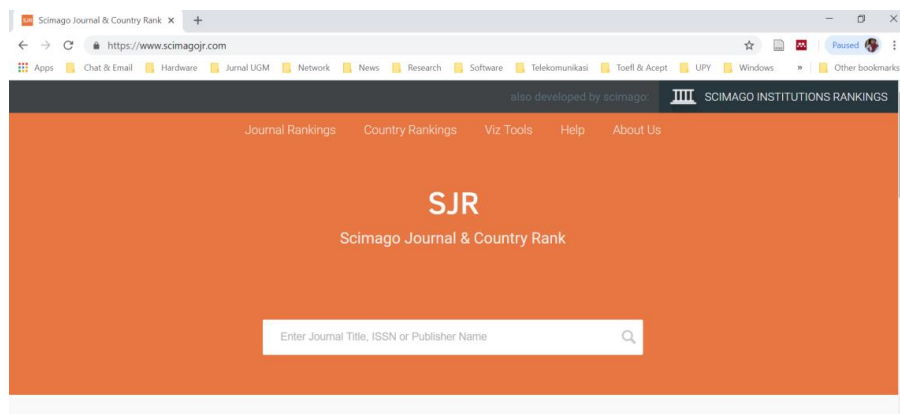 SJR Scimago Journal & Country Rank × +
https://www.scimagojr.com Paused
Apps Chat & Email Hardware Jurnal UGM Network News Research Software Telekomunikasi Toefl & Acept UPY Windows » Other bookmarks
also developed by scimago: SCIMAGO INSTITUTIONS RANKINGS
Journal Rankings Country Rankings Viz Tools Help About Us
SJR
Scimago Journal & Country Rank
Enter Journal Title, ISSN or Publisher Name